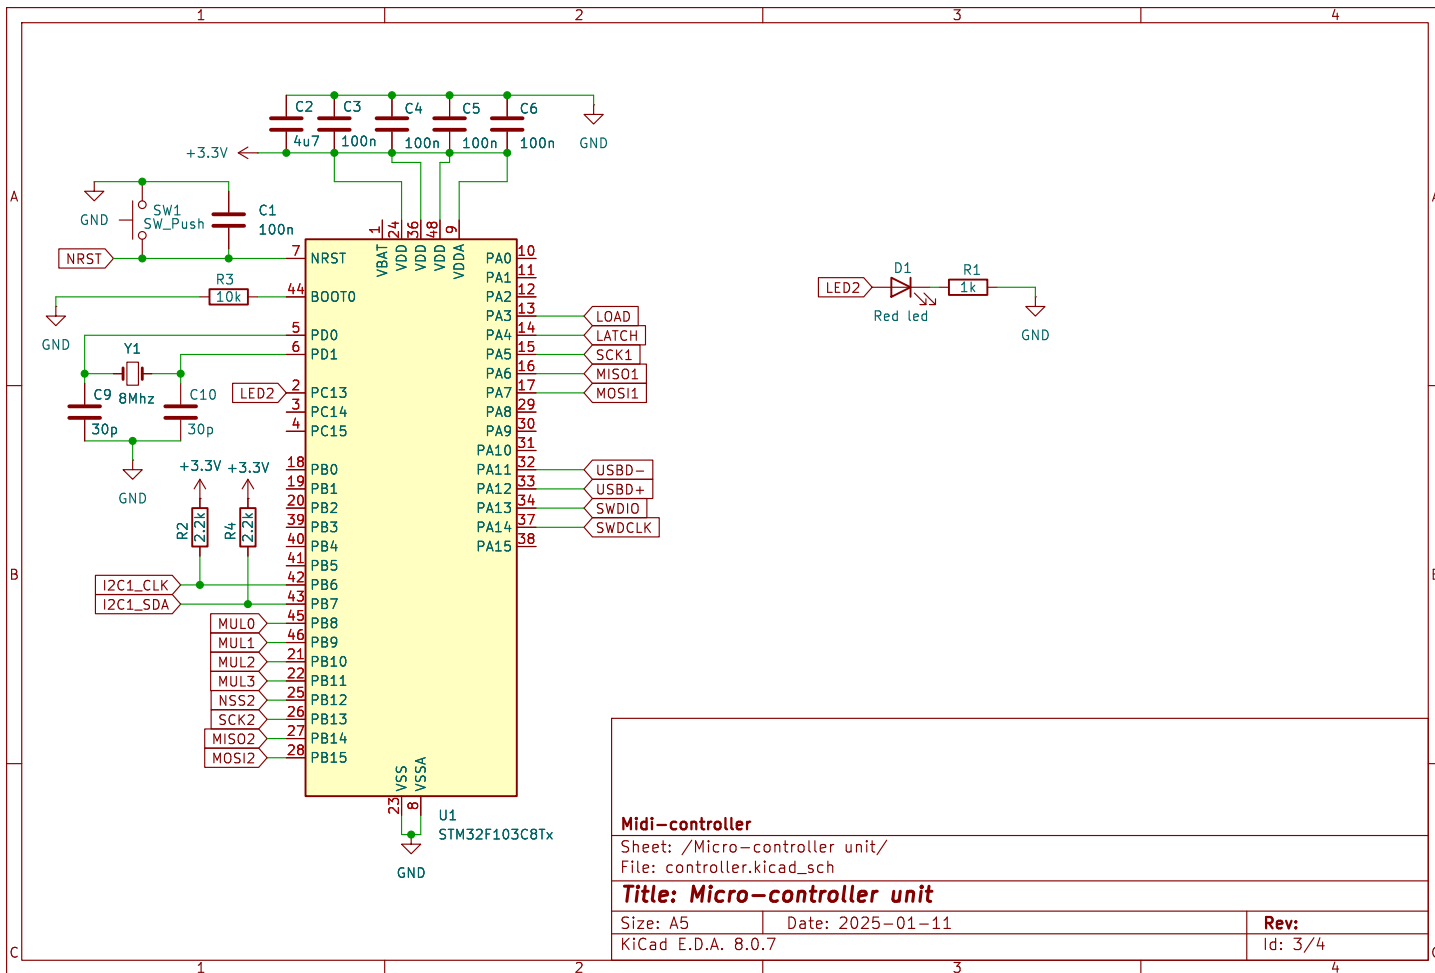 1 2 3 4
C2 C3 C4 C5 C6
4u7 100n 100n 100n 100n
GND
+3.3V
A
GND
SW1
SW_Push
C1
100n
1 24 36 48 9
VBAT VDD VDD VDD VDDA
NRST 7 NRST
R3
10k
44 BOOT0
GND
5 PD0
6 PD1
Y1
8Mhz
C9
30p
C10
30p
GND
LED2 2 PC13
3 PC14
4 PC15
+3.3V +3.3V
R2 2.2k R4 2.2k
18 PB0
19 PB1
20 PB2
39 PB3
40 PB4
41 PB5
I2C1_CLK 42 PB6
I2C1_SDA 43 PB7
MUL0 45 PB8
MUL1 46 PB9
MUL2 21 PB10
MUL3 22 PB11
NSS2 25 PB12
SCK2 26 PB13
MISO2 27 PB14
MOSI2 28 PB15
PA0 10
PA1 11
PA2 12
PA3 13 LOAD
PA4 14 LATCH
PA5 15 SCK1
PA6 16 MISO1
PA7 17 MOSI1
PA8 29
PA9 30
PA10 31
PA11 32 USBD-
PA12 33 USBD+
PA13 34 SWDIO
PA14 37 SWDCLK
PA15 38
VSS VSSA
23 8
U1
STM32F103C8Tx
GND
LED2
D1
Red led
R1
1k
GND
B
C
Midi-controller
Sheet: /Micro-controller unit/
File: controller.kicad_sch
Title: Micro-controller unit
Size: A5 Date: 2025-01-11 Rev:
KiCad E.D.A. 8.0.7 Id: 3/4
1 2 3 4